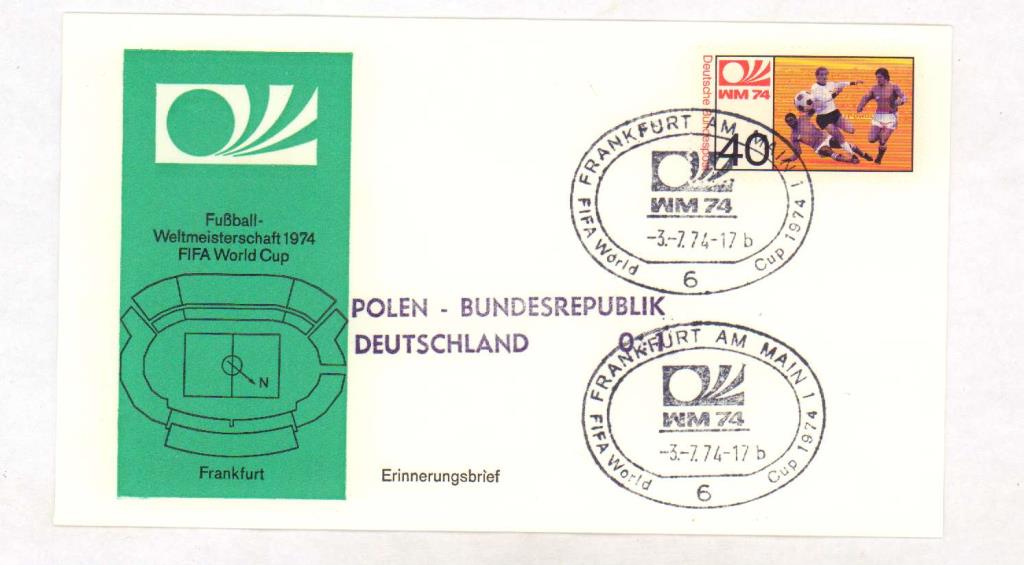 Fußball-
Weltmeisterschaft 1974
FIFA World Cup
N
Frankfurt
Deutsche Bundespost
WM 74
40
FRANKFURT AM MAIN 1
WM 74
-3.-7.74-17 b
FIFA World Cup 1974
6
POLEN - BUNDESREPUBLIK
DEUTSCHLAND 0:1
FRANKFURT AM MAIN 1
WM 74
-3.-7.74-17 b
FIFA World Cup 1974
6
Erinnerungsbrief